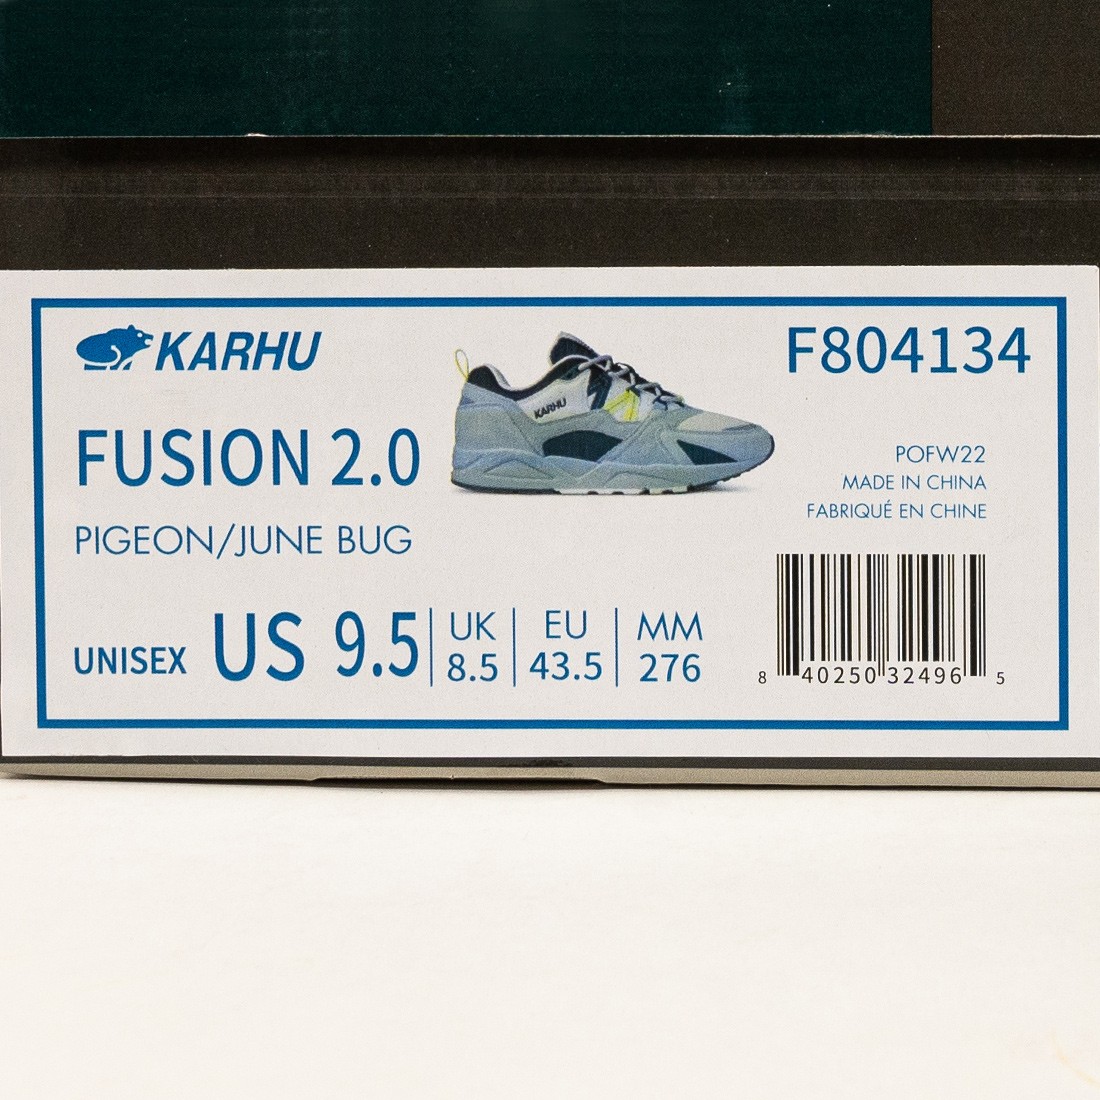 KARHU
F804134
FUSION 2.0
KARHU
PIGEON/JUNE BUG
POFW22
MADE IN CHINA
FABRIQUÉ EN CHINE
UNISEX US 9.5
UK
8.5
EU
43.5
MM
276
8 40250 32496 5